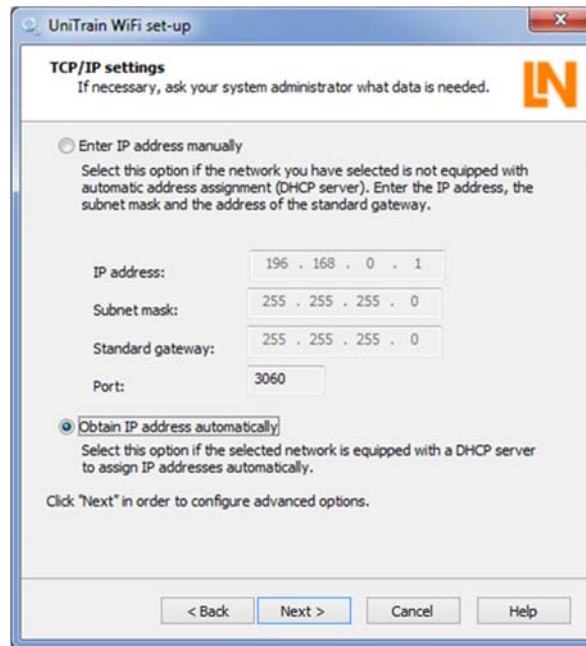 UniTrain WiFi set-up
TCP/IP settings
If necessary, ask your system administrator what data is needed.
LN
Enter IP address manually
Select this option if the network you have selected is not equipped with
automatic address assignment (DHCP server). Enter the IP address, the
subnet mask and the address of the standard gateway.
IP address: 196 . 168 . 0 . 1
Subnet mask: 255 . 255 . 255 . 0
Standard gateway: 255 . 255 . 255 . 0
Port: 3060
Obtain IP address automatically
Select this option if the selected network is equipped with a DHCP server
to assign IP addresses automatically.
Click "Next" in order to configure advanced options.
< Back Next > Cancel Help